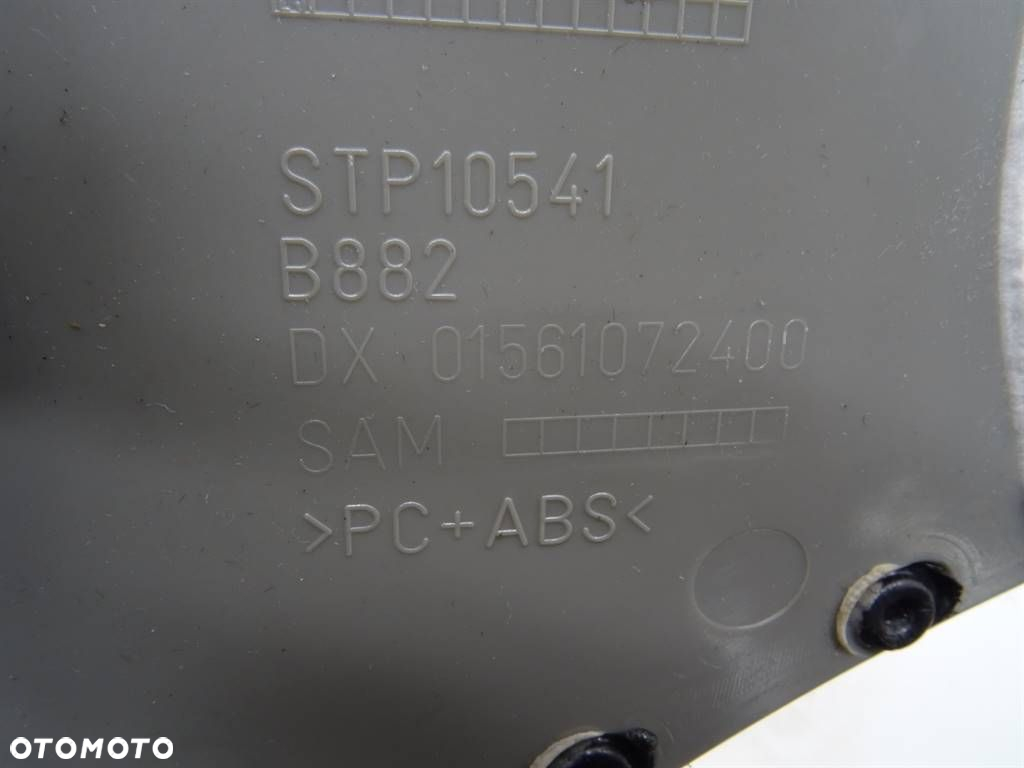 STP10541
B882
DX 01561072400
SAM
>PC+ABS<
OTOMOTO